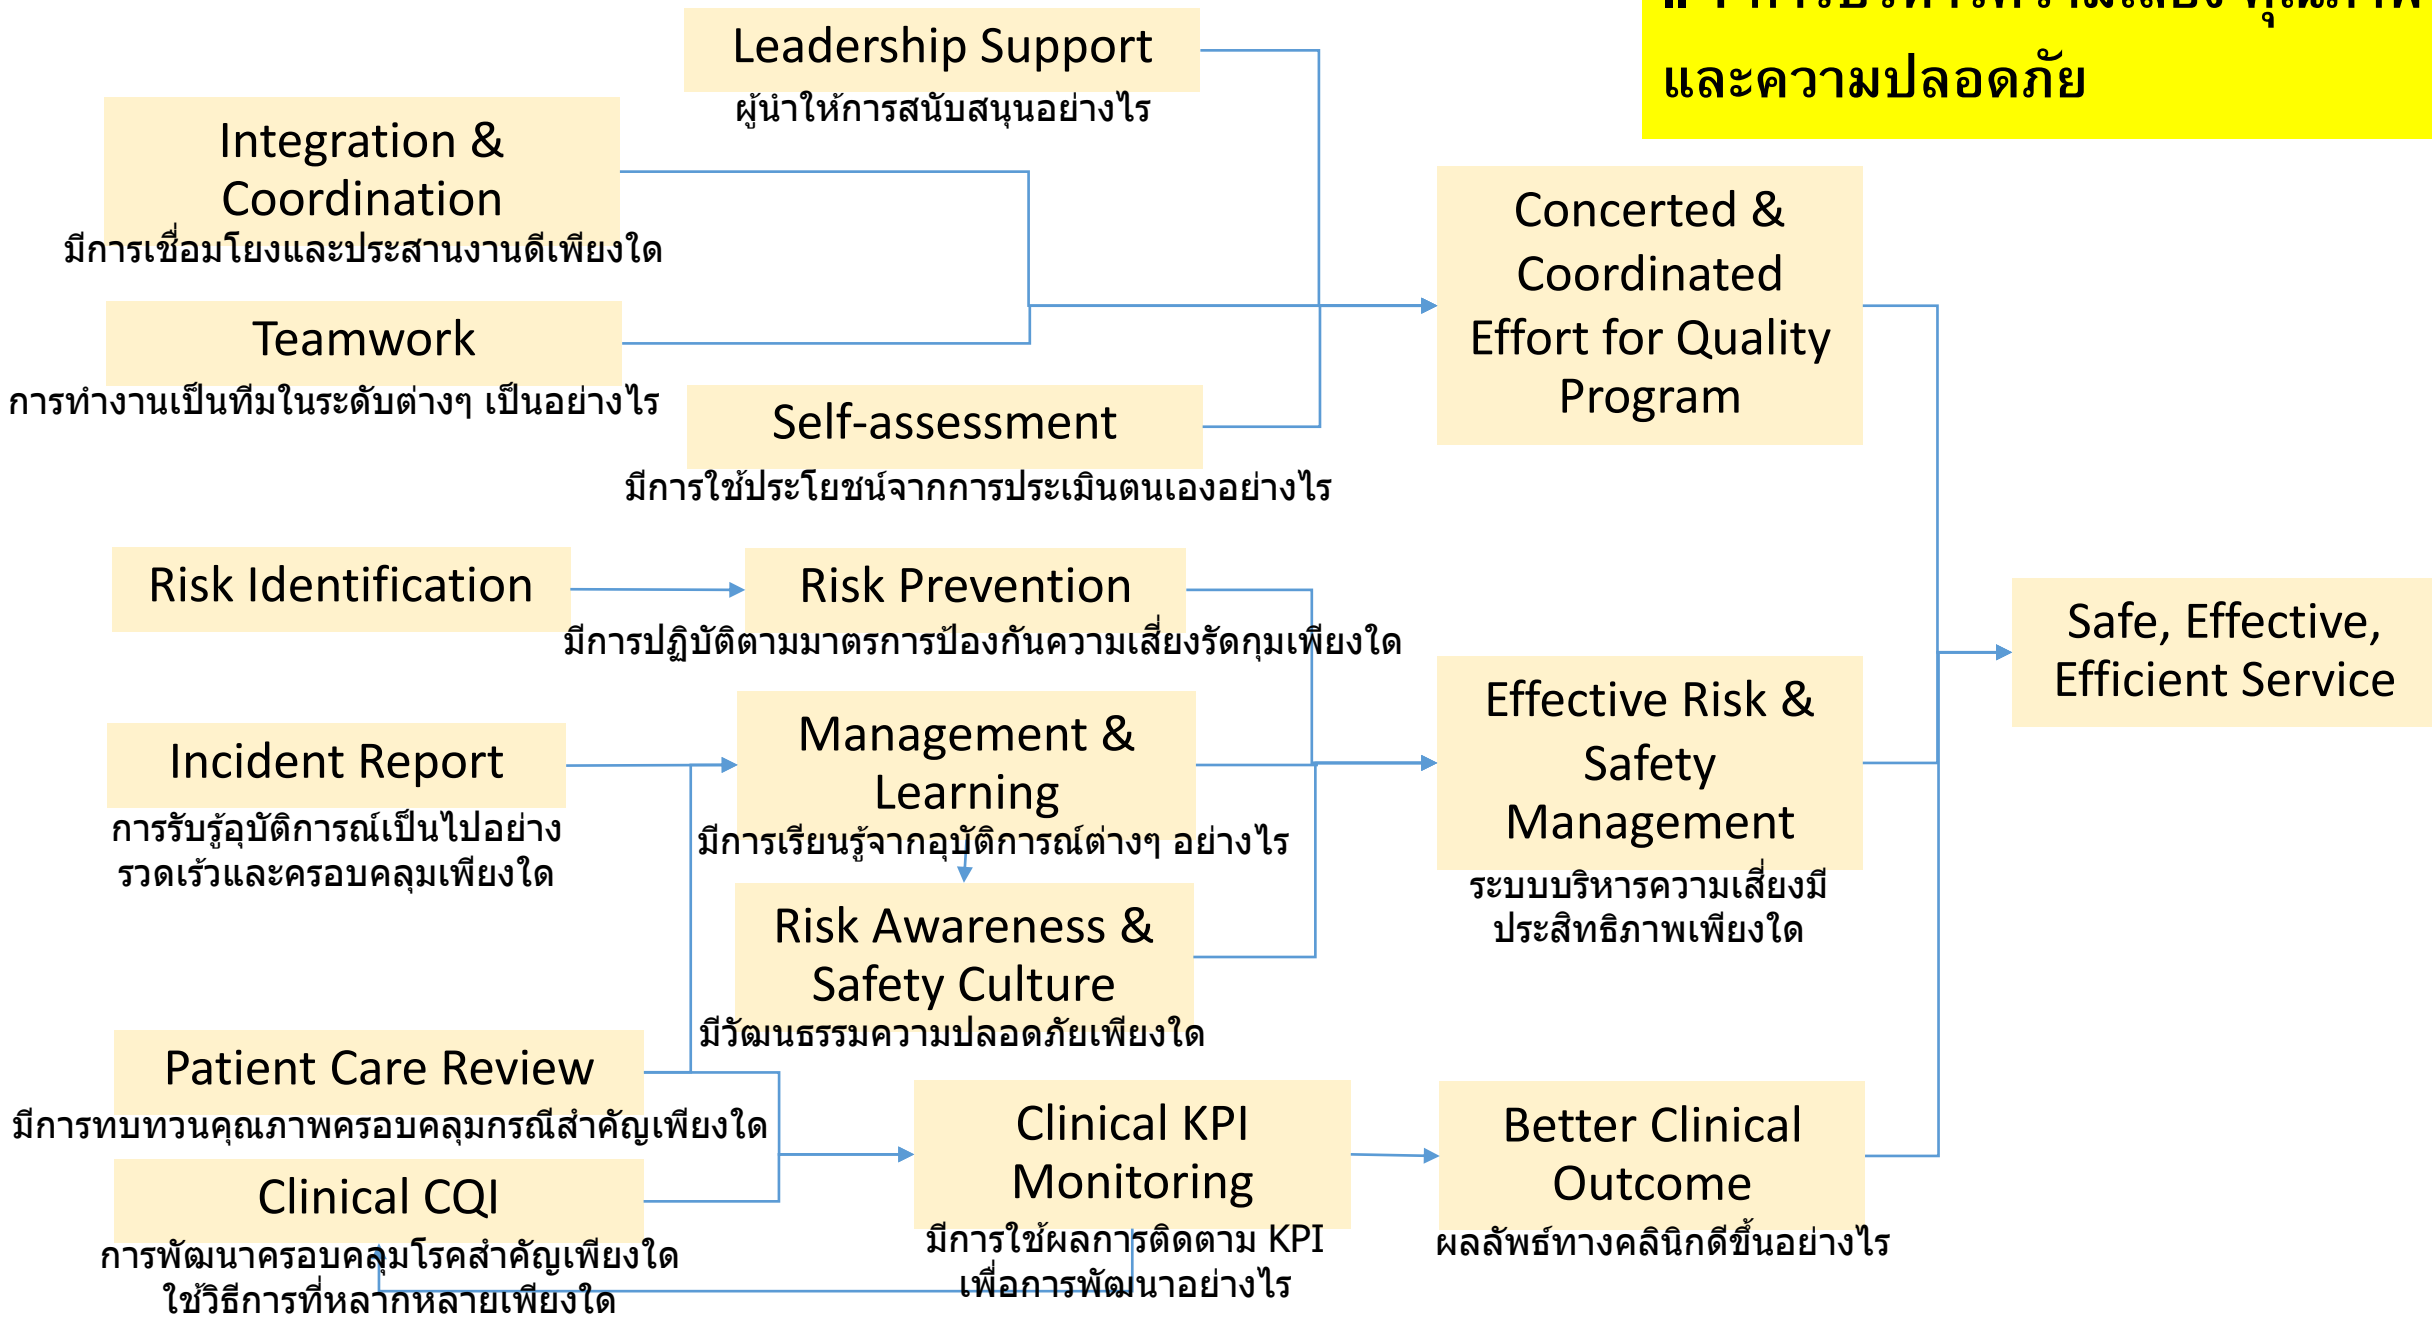 การบริหารความเสี่ยง คุณภาพ
และความปลอดภัย
Leadership Support
ผู้นำให้การสนับสนุนอย่างไร
Integration &
Coordination
มีการเชื่อมโยงและประสานงานดีเพียงใด
Teamwork
การทำงานเป็นทีมในระดับต่างๆ เป็นอย่างไร
Self-assessment
มีการใช้ประโยชน์จากการประเมินตนเองอย่างไร
Concerted &
Coordinated
Effort for Quality
Program
Risk Identification
Risk Prevention
มีการปฏิบัติตามมาตรการป้องกันความเสี่ยงรัดกุมเพียงใด
Incident Report
การรับรู้อุบัติการณ์เป็นไปอย่าง
รวดเร้วและครอบคลุมเพียงใด
Management &
Learning
มีการเรียนรู้จากอุบัติการณ์ต่างๆ อย่างไร
Risk Awareness &
Safety Culture
มีวัฒนธรรมความปลอดภัยเพียงใด
Effective Risk &
Safety
Management
ระบบบริหารความเสี่ยงมี
ประสิทธิภาพเพียงใด
Safe, Effective,
Efficient Service
Patient Care Review
มีการทบทวนคุณภาพครอบคลุมกรณีสำคัญเพียงใด
Clinical CQI
การพัฒนาครอบคลุมโรคสำคัญเพียงใด
ใช้วิธีการที่หลากหลายเพียงใด
Clinical KPI
Monitoring
มีการใช้ผลการติดตาม KPI
เพื่อการพัฒนาอย่างไร
Better Clinical
Outcome
ผลลัพธ์ทางคลินิกดีขึ้นอย่างไร